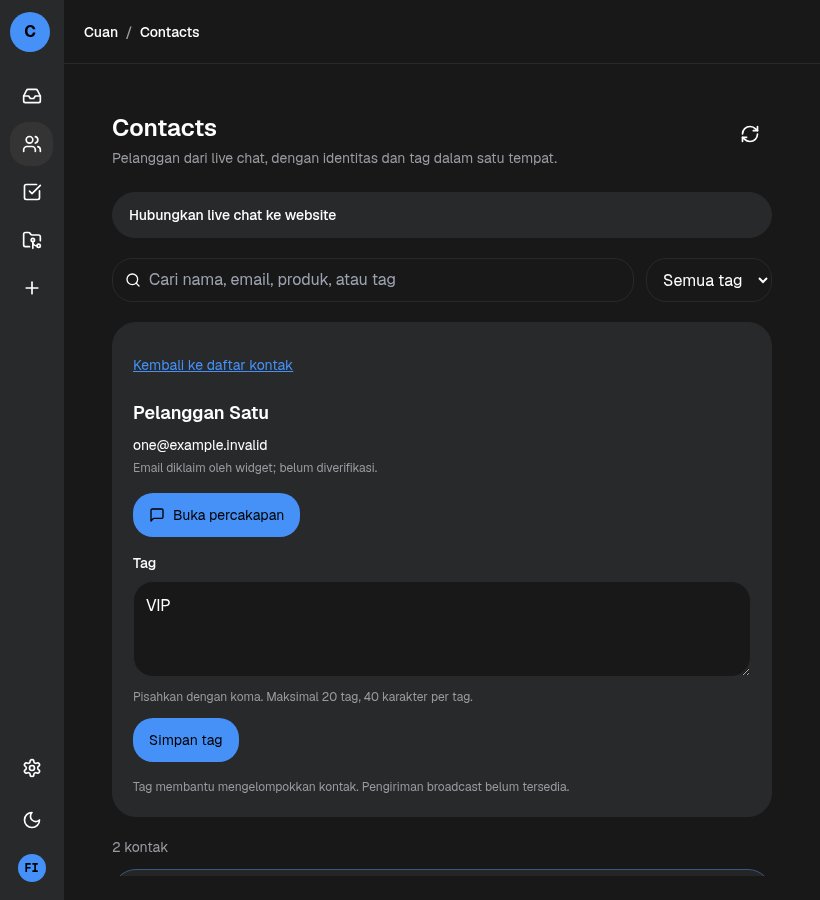 C
Cuan / Contacts
Contacts
Pelanggan dari live chat, dengan identitas dan tag dalam satu tempat.
Hubungkan live chat ke website
Cari nama, email, produk, atau tag
Semua tag
Kembali ke daftar kontak
Pelanggan Satu
one@example.invalid
Email diklaim oleh widget; belum diverifikasi.
Buka percakapan
Tag
VIP
Pisahkan dengan koma. Maksimal 20 tag, 40 karakter per tag.
Simpan tag
Tag membantu mengelompokkan kontak. Pengiriman broadcast belum tersedia.
2 kontak
FI